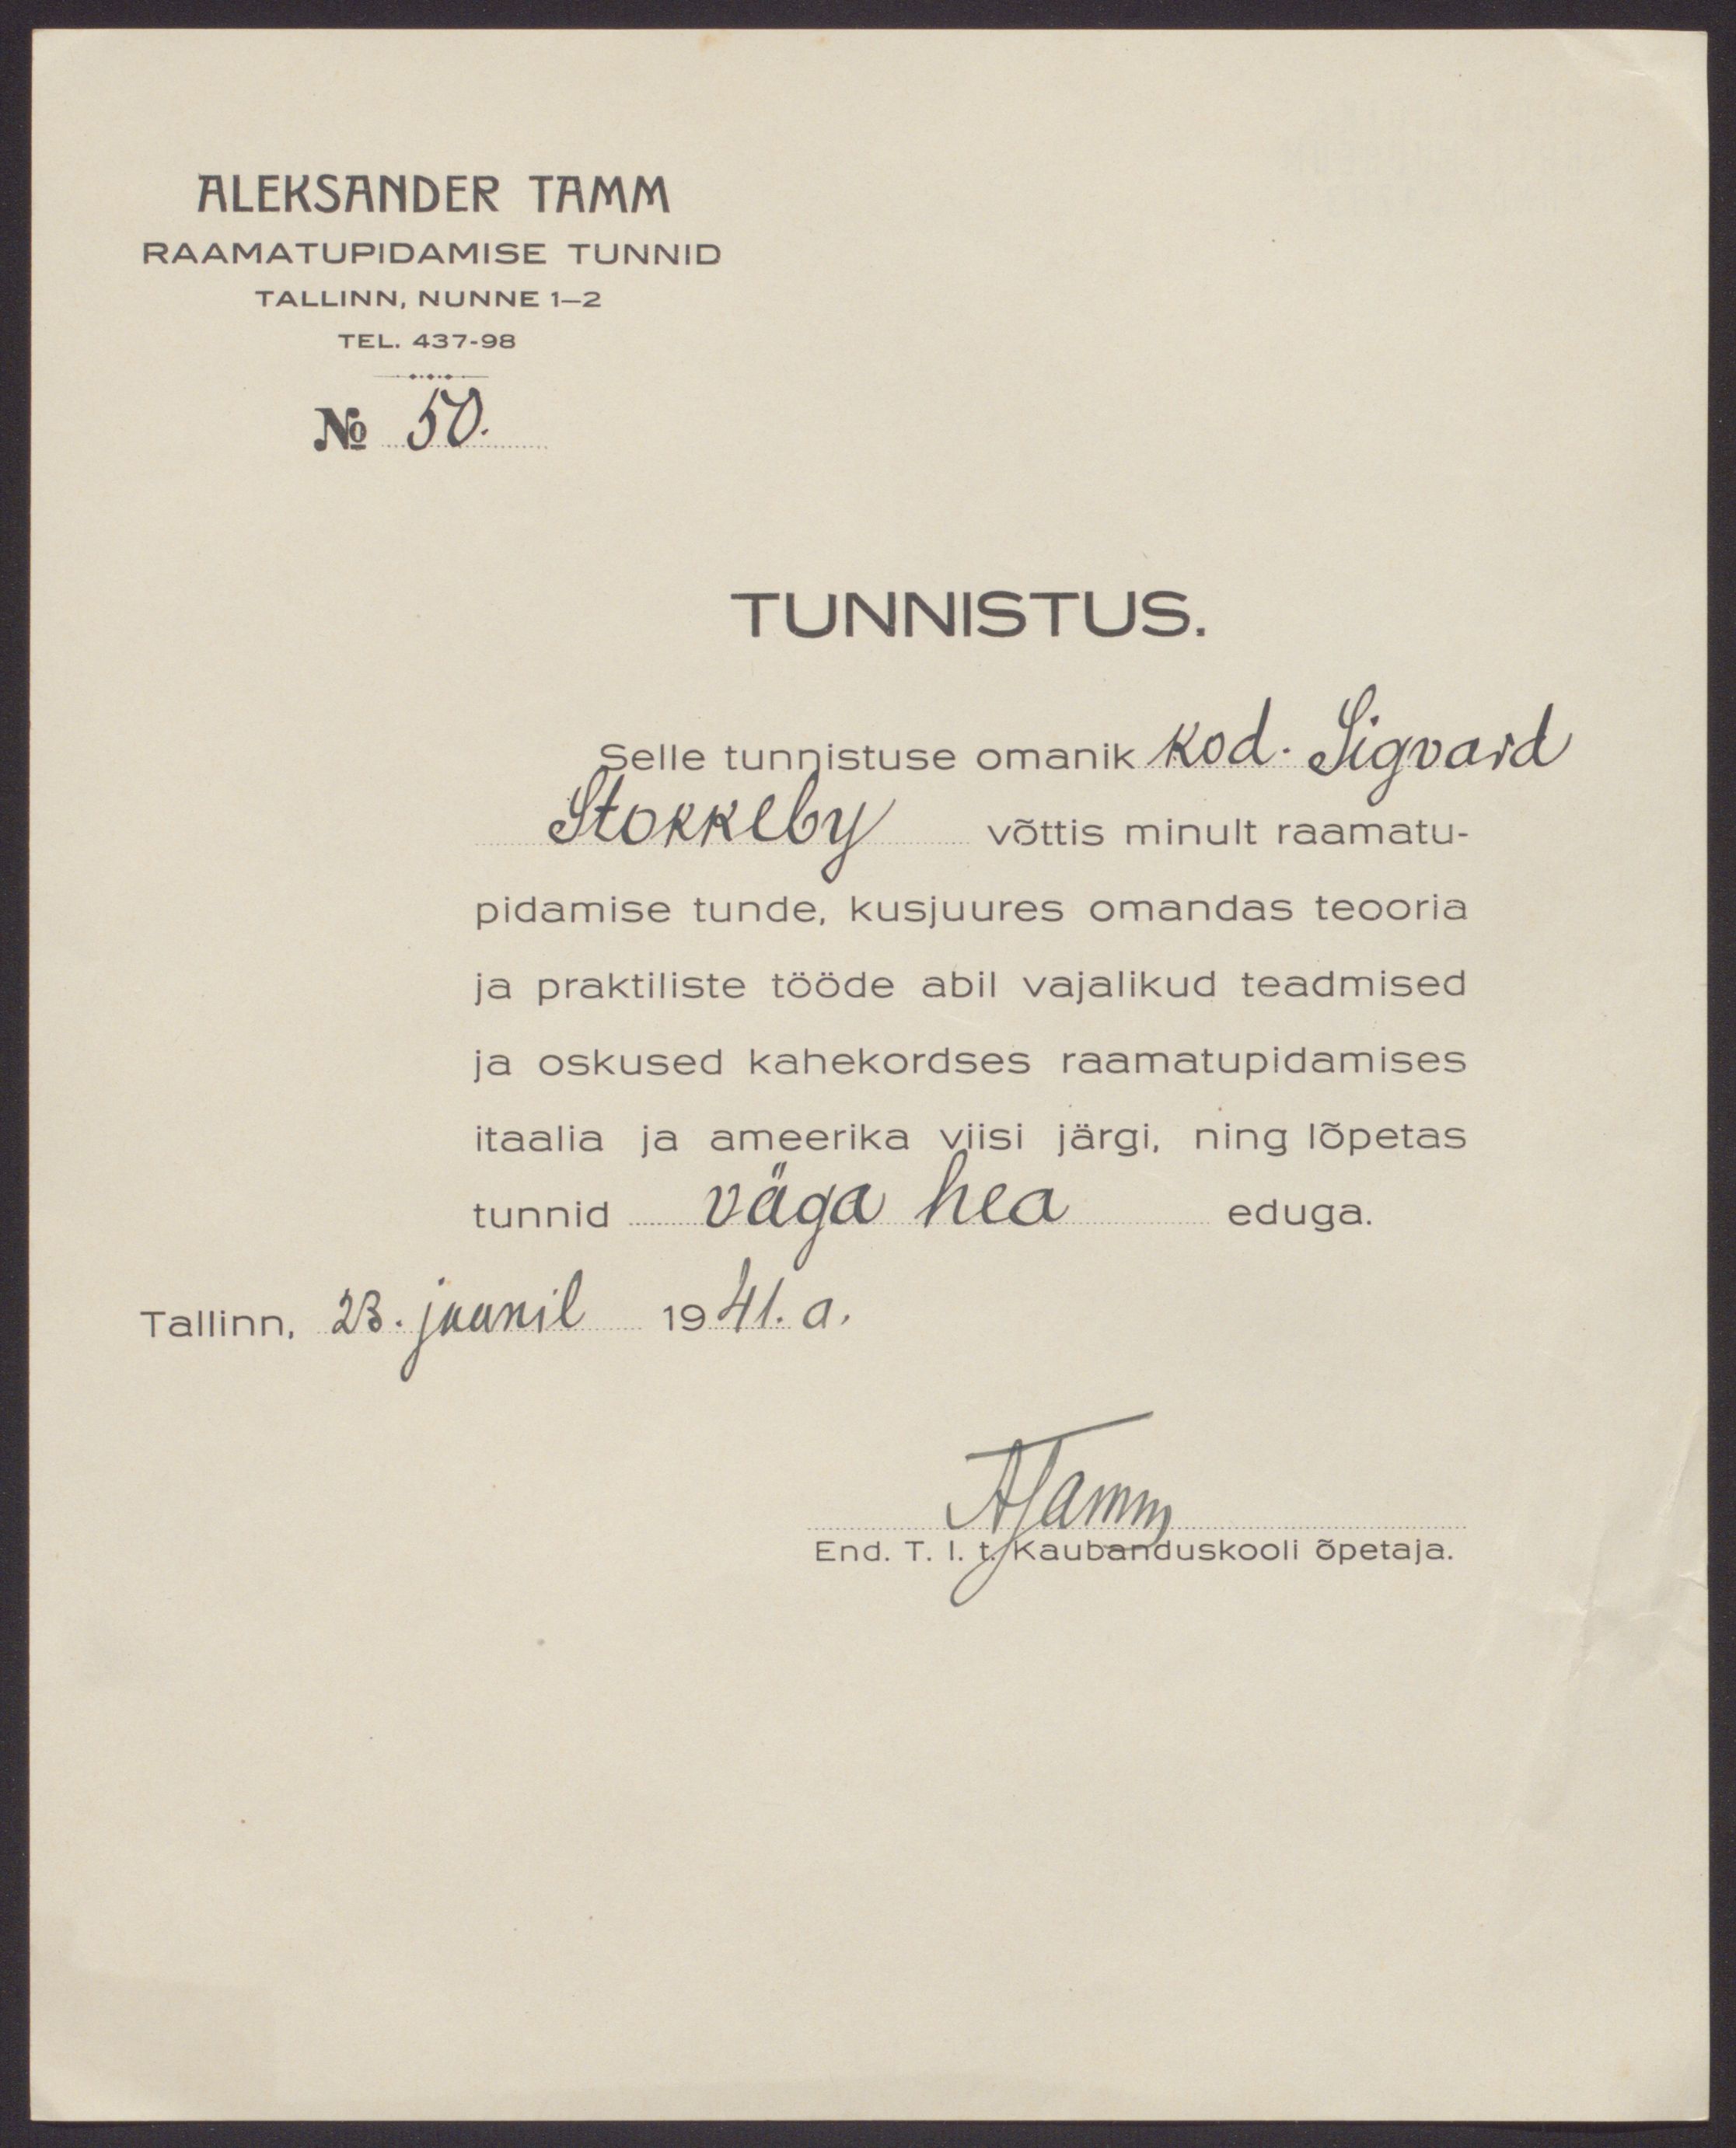 ALEKSANDER TAMM
RAAMATUPIDAMISE TUNNID
TALLINN, NUNNE 1—2
TEL. 437-98
№ 50.
TUNNISTUS.
Selle tunnistuse omanik kod. Sigvard
Stokkeby võttis minult raamatu-
pidamise tunde, kusjuures omandas teooria
ja praktiliste tööde abil vajalikud teadmised
ja oskused kahekordses raamatupidamises
itaalia ja ameerika viisi järgi, ning lõpetas
tunnid väga hea eduga.
Tallinn, 23. juunil 1941. a.
ATamm
End. T. l. t. Kaubanduskooli õpetaja.